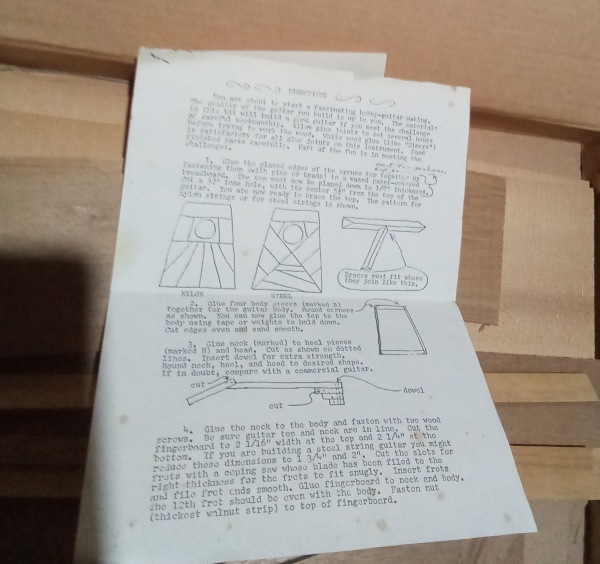 DIRECTIONS
You are about to start a fascinating hobby-guitar making.
The quality of the guitar you build is up to you. The materials
in this kit will build a good guitar if you meet the challenge
of careful workmanship. Allow glue joints to set several hours
before trying to work the wood. White wood glue (like "Elmers")
is satisfactory for all glue joints on this instrument. Sand
finished parts carefully. Part of the fun is in meeting the
challenge.
1. Glue the planed edges of the spruce top together by
fastening them (with pins or brads) to a waxed paper-covered
breadboard. The top must now be planed down to thickness.
Cut a tone hole, with its center from the top of the
guitar. You are now ready to brace the top. The pattern for
nylon strings or for steel strings is shown.
Braces must fit where
they join like this.
NYLON
STEEL
2. Glue four body pieces (marked B)
together for the guitar body. Round corners
as shown. You can now glue the top to the
body using tape or weights to hold down.
Cut edges even and sand smooth.
3. Glue neck (marked) to heel pieces
(marked H) and head. Cut as shown on dotted
lines. Insert dowel for extra strength.
Round neck, heel, and head to desired shape.
If in doubt, compare with a commercial guitar.
cut
dowel
cut
4. Glue the neck to the body and fasten with two wood
screws. Be sure guitar top and neck are in line. Cut the
fingerboard to 2 1/16" width at the top and 2 1/4" at the
bottom. If you are building a steel string guitar you might
reduce these dimensions to 1 3/4" and 2". Cut the slots for
frets with a coping saw whose blade has been filed to the
right thickness for the frets to fit snugly. Insert frets
and file fret ends smooth. Glue fingerboard to neck and body.
The 12th fret should be even with the body. Fasten nut
(thickest walnut strip) to top of fingerboard.